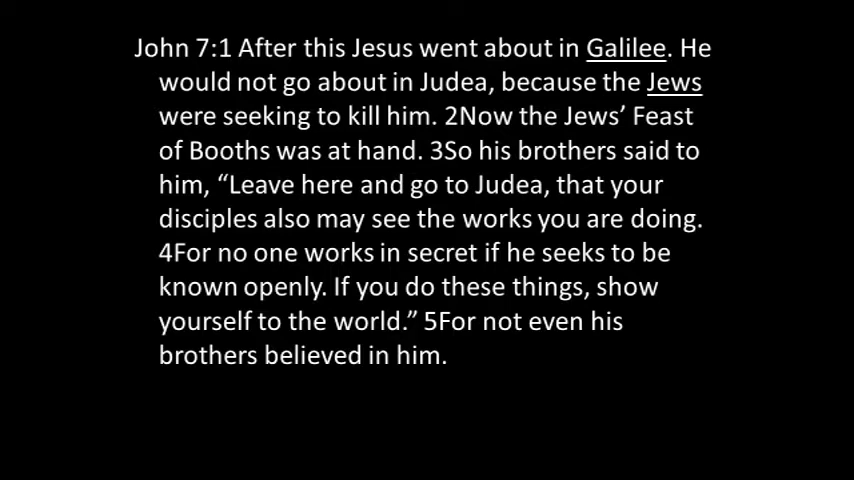 John 7:1 After this Jesus went about in Galilee. He
would not go about in Judea, because the Jews
were seeking to kill him. 2Now the Jews’ Feast
of Booths was at hand. 3So his brothers said to
him, “Leave here and go to Judea, that your
disciples also may see the works you are doing.
4For no one works in secret if he seeks to be
known openly. If you do these things, show
yourself to the world.” 5For not even his
brothers believed in him.